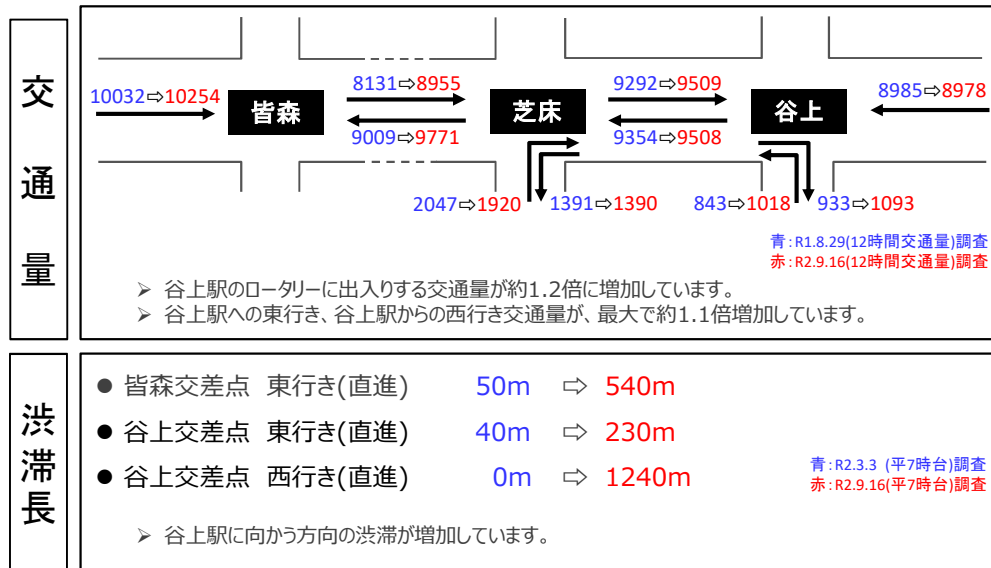 交通量
10032⇨10254
皆森
8131⇨8955
9009⇨9771
芝床
9292⇨9509
9354⇨9508
谷上
8985⇨8978
2047⇨1920
1391⇨1390
843⇨1018
933⇨1093
青:R1.8.29(12時間交通量)調査
赤:R2.9.16(12時間交通量)調査
➢ 谷上駅のロータリーに出入りする交通量が約1.2倍に増加しています。
➢ 谷上駅への東行き、谷上駅からの西行き交通量が、最大で約1.1倍増加しています。
渋滞長
● 皆森交差点 東行き(直進) 50m ⇨ 540m
● 谷上交差点 東行き(直進) 40m ⇨ 230m
● 谷上交差点 西行き(直進) 0m ⇨ 1240m
青:R2.3.3 (平7時台)調査
赤:R2.9.16(平7時台)調査
➢ 谷上駅に向かう方向の渋滞が増加しています。